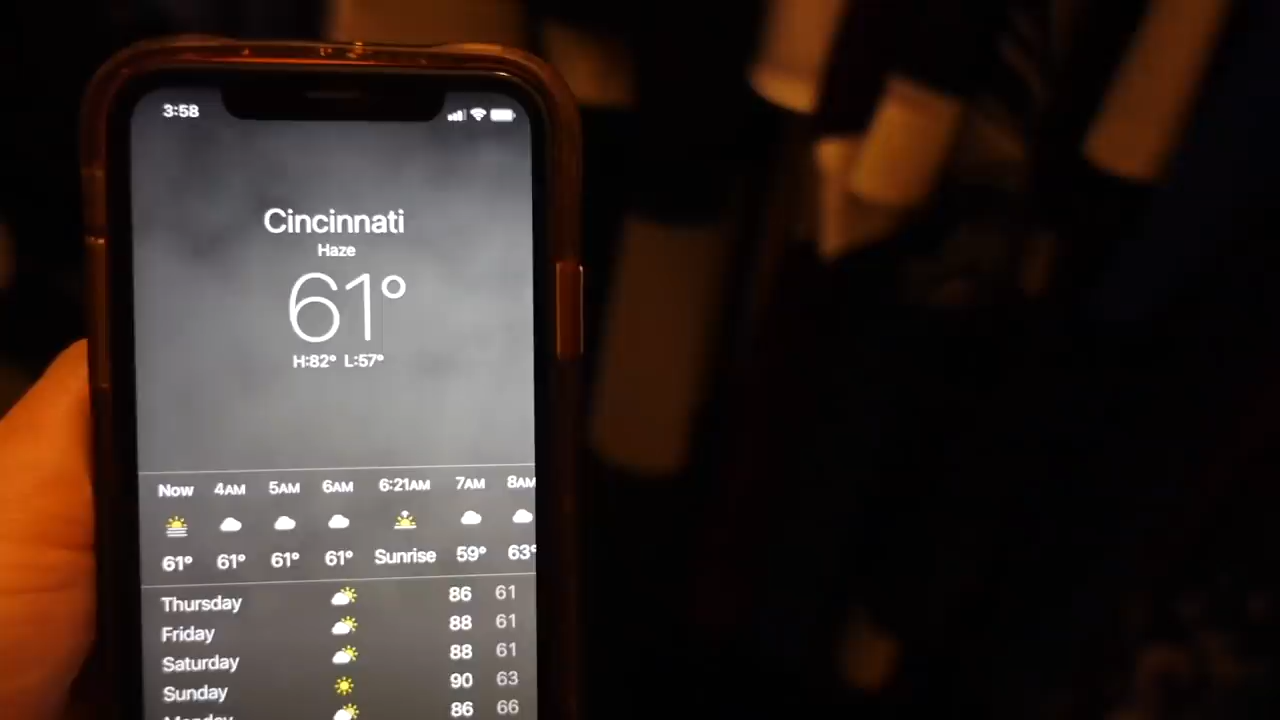 3:58
Cincinnati
Haze
61°
H:82° L:57°
Now 4AM 5AM 6AM 6:21AM 7AM 8AM
61° 61° 61° 61° Sunrise 59° 63°
Thursday 86 61
Friday 88 61
Saturday 88 61
Sunday 90 63
Monday 86 66